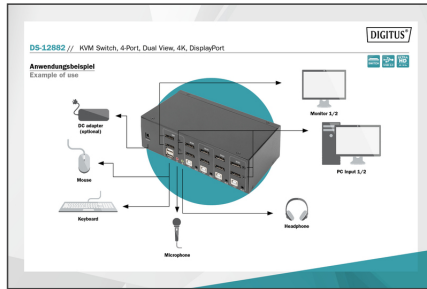 DIGITUS®
DS-12882 // KVM Switch, 4-Port, Dual View, 4K, DisplayPort
Anwendungsbeispiel
Example of use
DC adapter
(optional)
Monitor 1/2
PC Input 1/2
Mouse
Keyboard
Headphone
Microphone